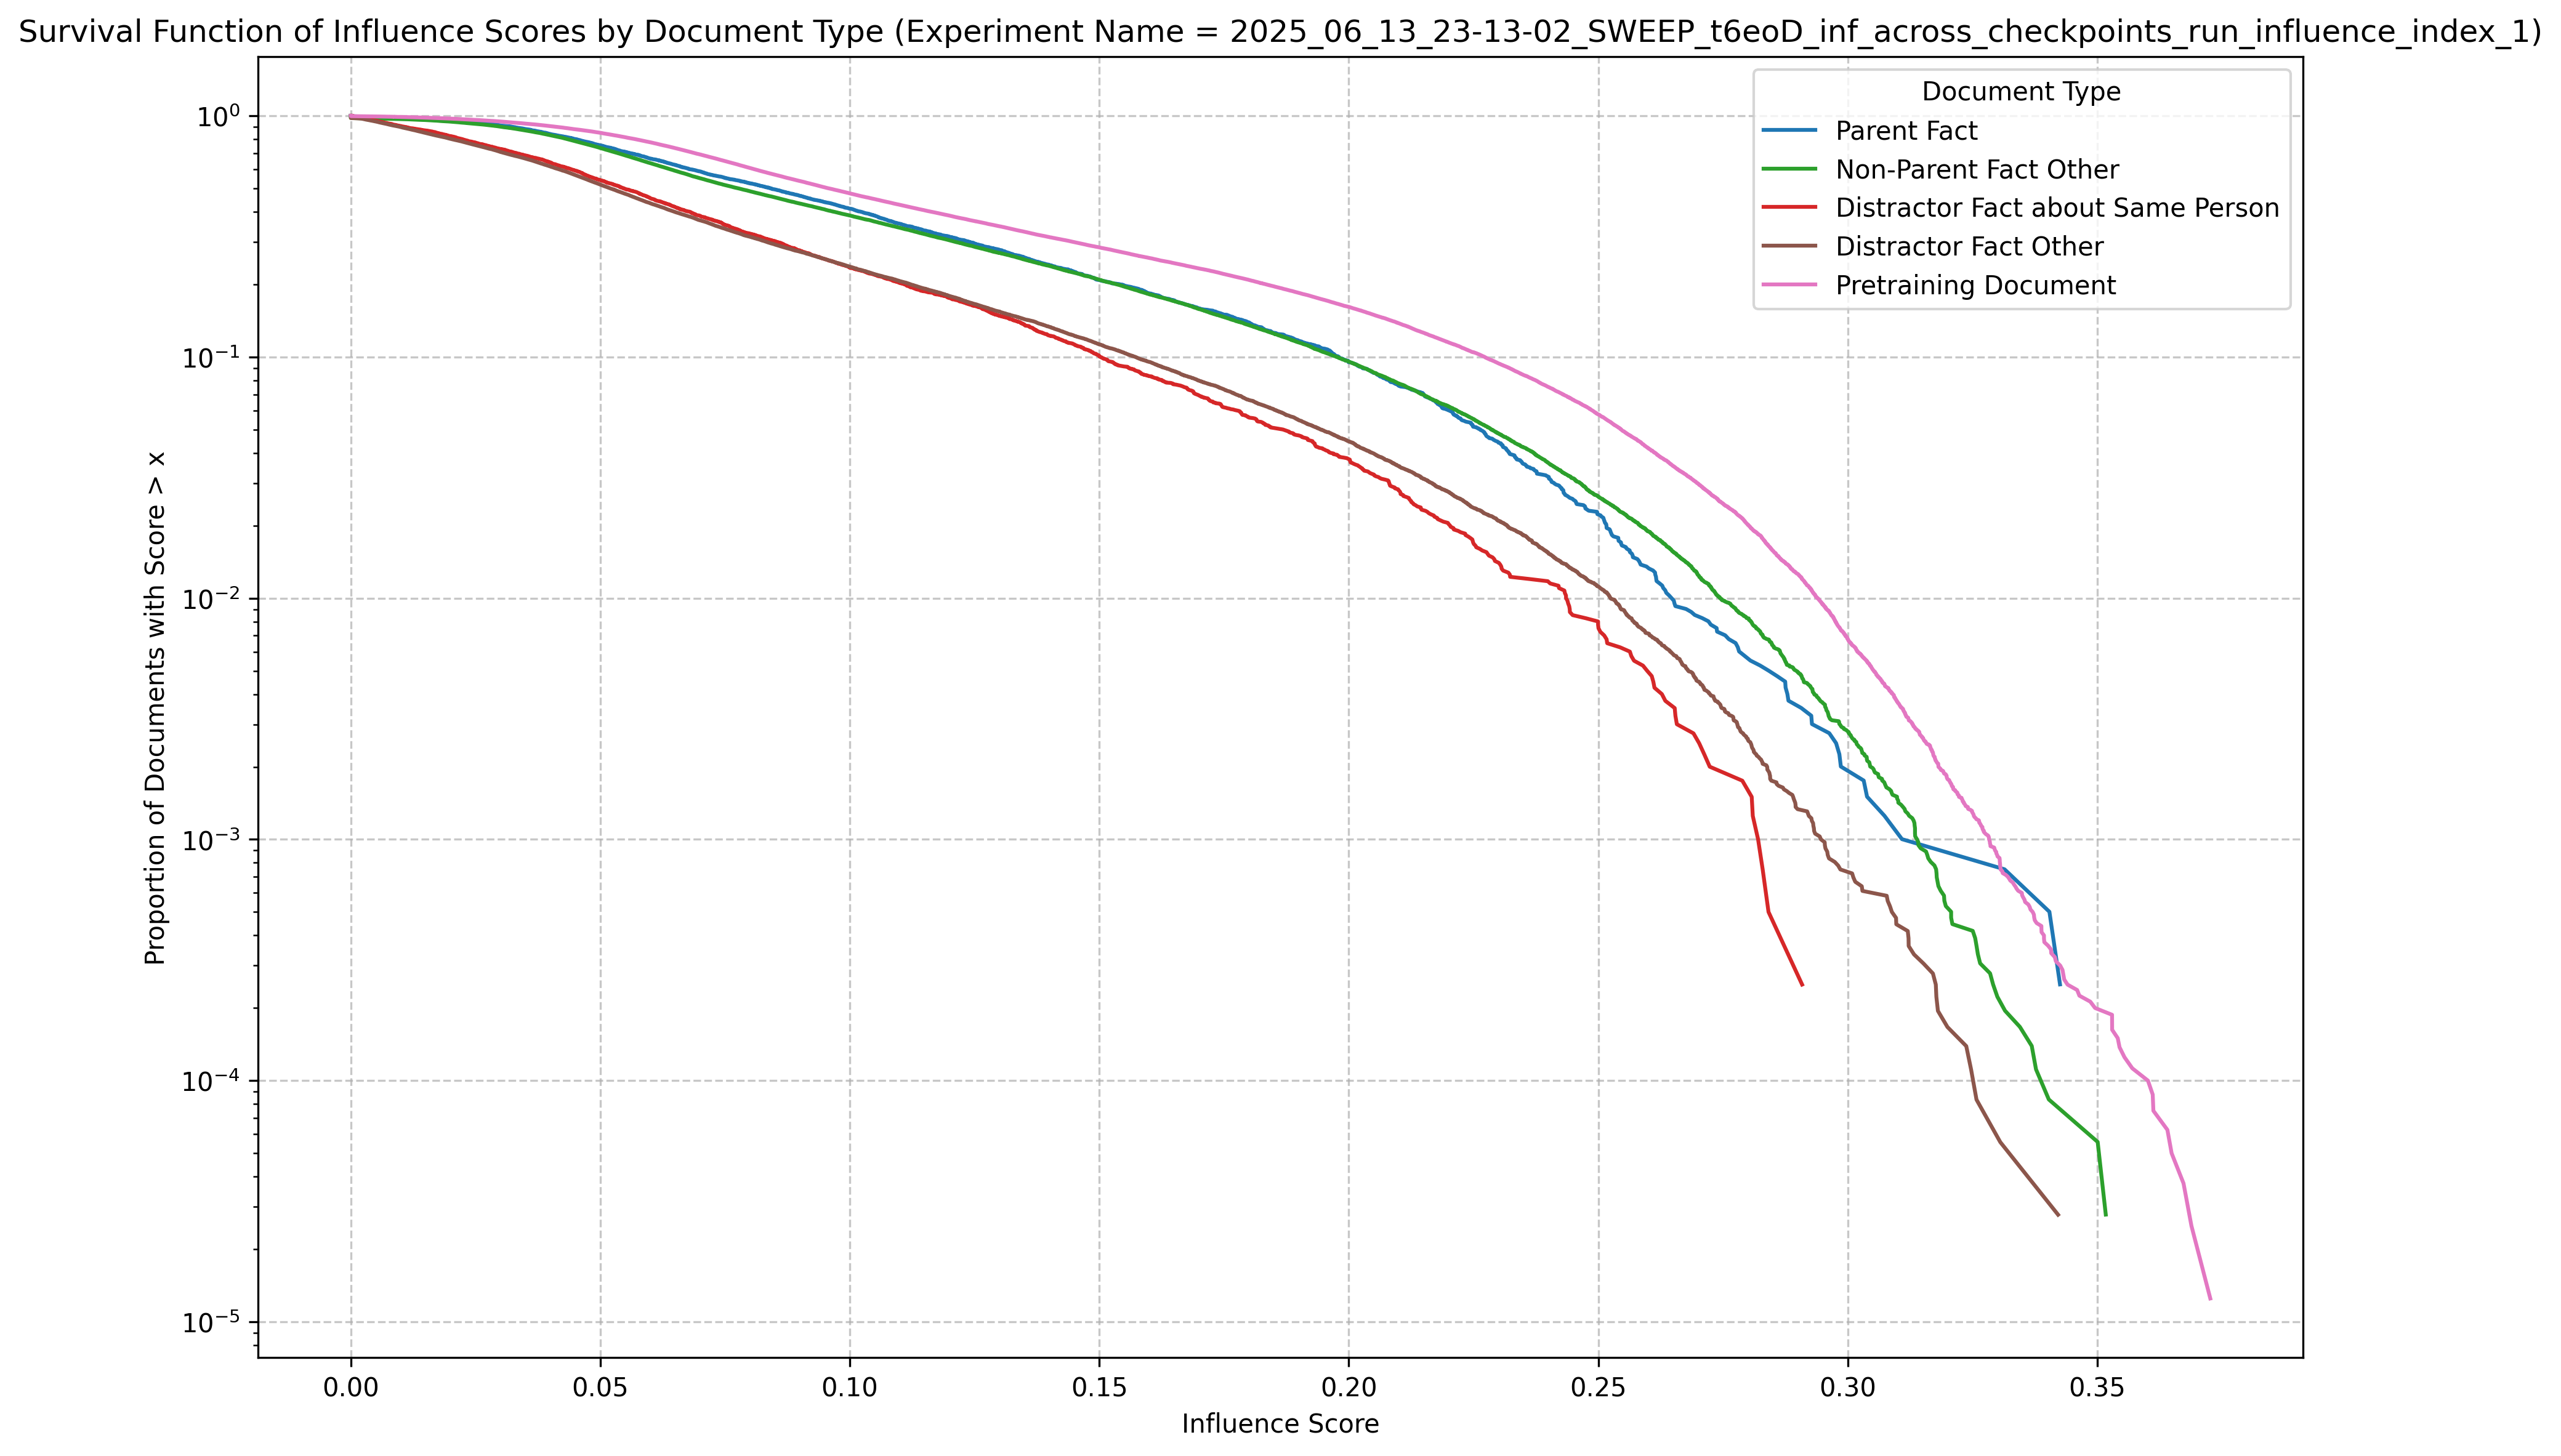 Survival Function of Influence Scores by Document Type (Experiment Name = 2025_06_13_23-13-02_SWEEP_t6eoD_inf_across_checkpoints_run_influence_index_1)
Document Type
Parent Fact
Non-Parent Fact Other
Distractor Fact about Same Person
Distractor Fact Other
Pretraining Document
Proportion of Documents with Score > x
10⁰
10⁻¹
10⁻²
10⁻³
10⁻⁴
10⁻⁵
0.00 0.05 0.10 0.15 0.20 0.25 0.30 0.35
Influence Score